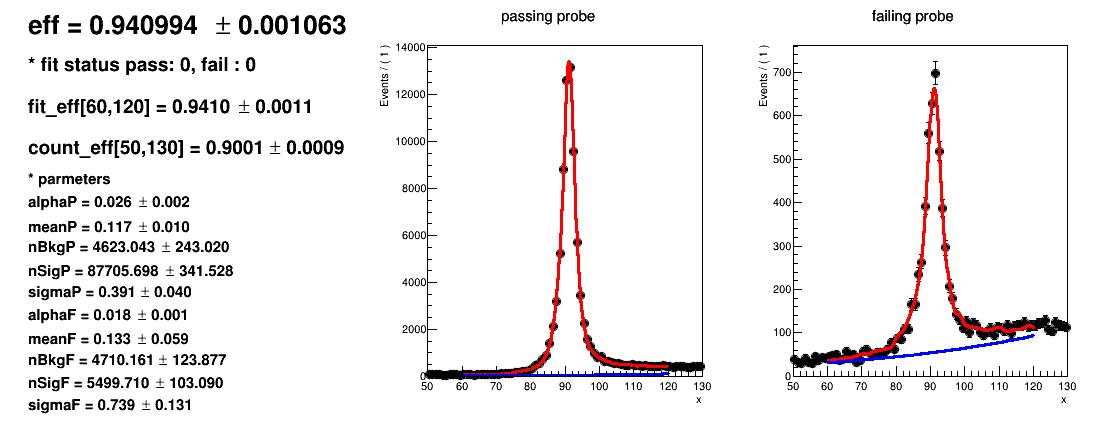 eff = 0.940994 ± 0.001063
* fit status pass: 0, fail : 0
fit_eff[60,120] = 0.9410 ± 0.0011
count_eff[50,130] = 0.9001 ± 0.0009
* parmeters
alphaP = 0.026 ± 0.002
meanP = 0.117 ± 0.010
nBkgP = 4623.043 ± 243.020
nSigP = 87705.698 ± 341.528
sigmaP = 0.391 ± 0.040
alphaF = 0.018 ± 0.001
meanF = 0.133 ± 0.059
nBkgF = 4710.161 ± 123.877
nSigF = 5499.710 ± 103.090
sigmaF = 0.739 ± 0.131
passing probe
Events / ( 1 )
14000
12000
10000
8000
6000
4000
2000
0
50 60 70 80 90 100 110 120 130
x
failing probe
Events / ( 1 )
700
600
500
400
300
200
100
0
50 60 70 80 90 100 110 120 130
x